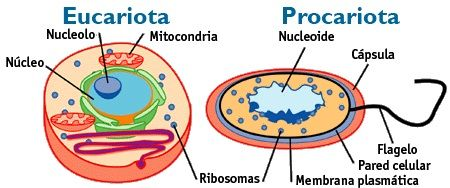 Eucariota
Nucleolo
Mitocondria
Núcleo
Procariota
Nucleoide
Cápsula
Ribosomas
Flagelo
Pared celular
Membrana plasmática